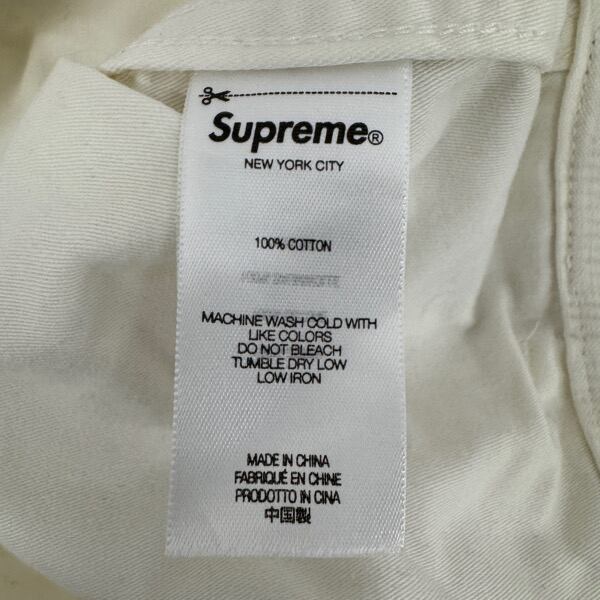 Supreme®
NEW YORK CITY
100% COTTON
MACHINE WASH COLD WITH
LIKE COLORS
DO NOT BLEACH
TUMBLE DRY LOW
LOW IRON
MADE IN CHINA
FABRIQUÉ EN CHINE
PRODOTTO IN CINA
中国製